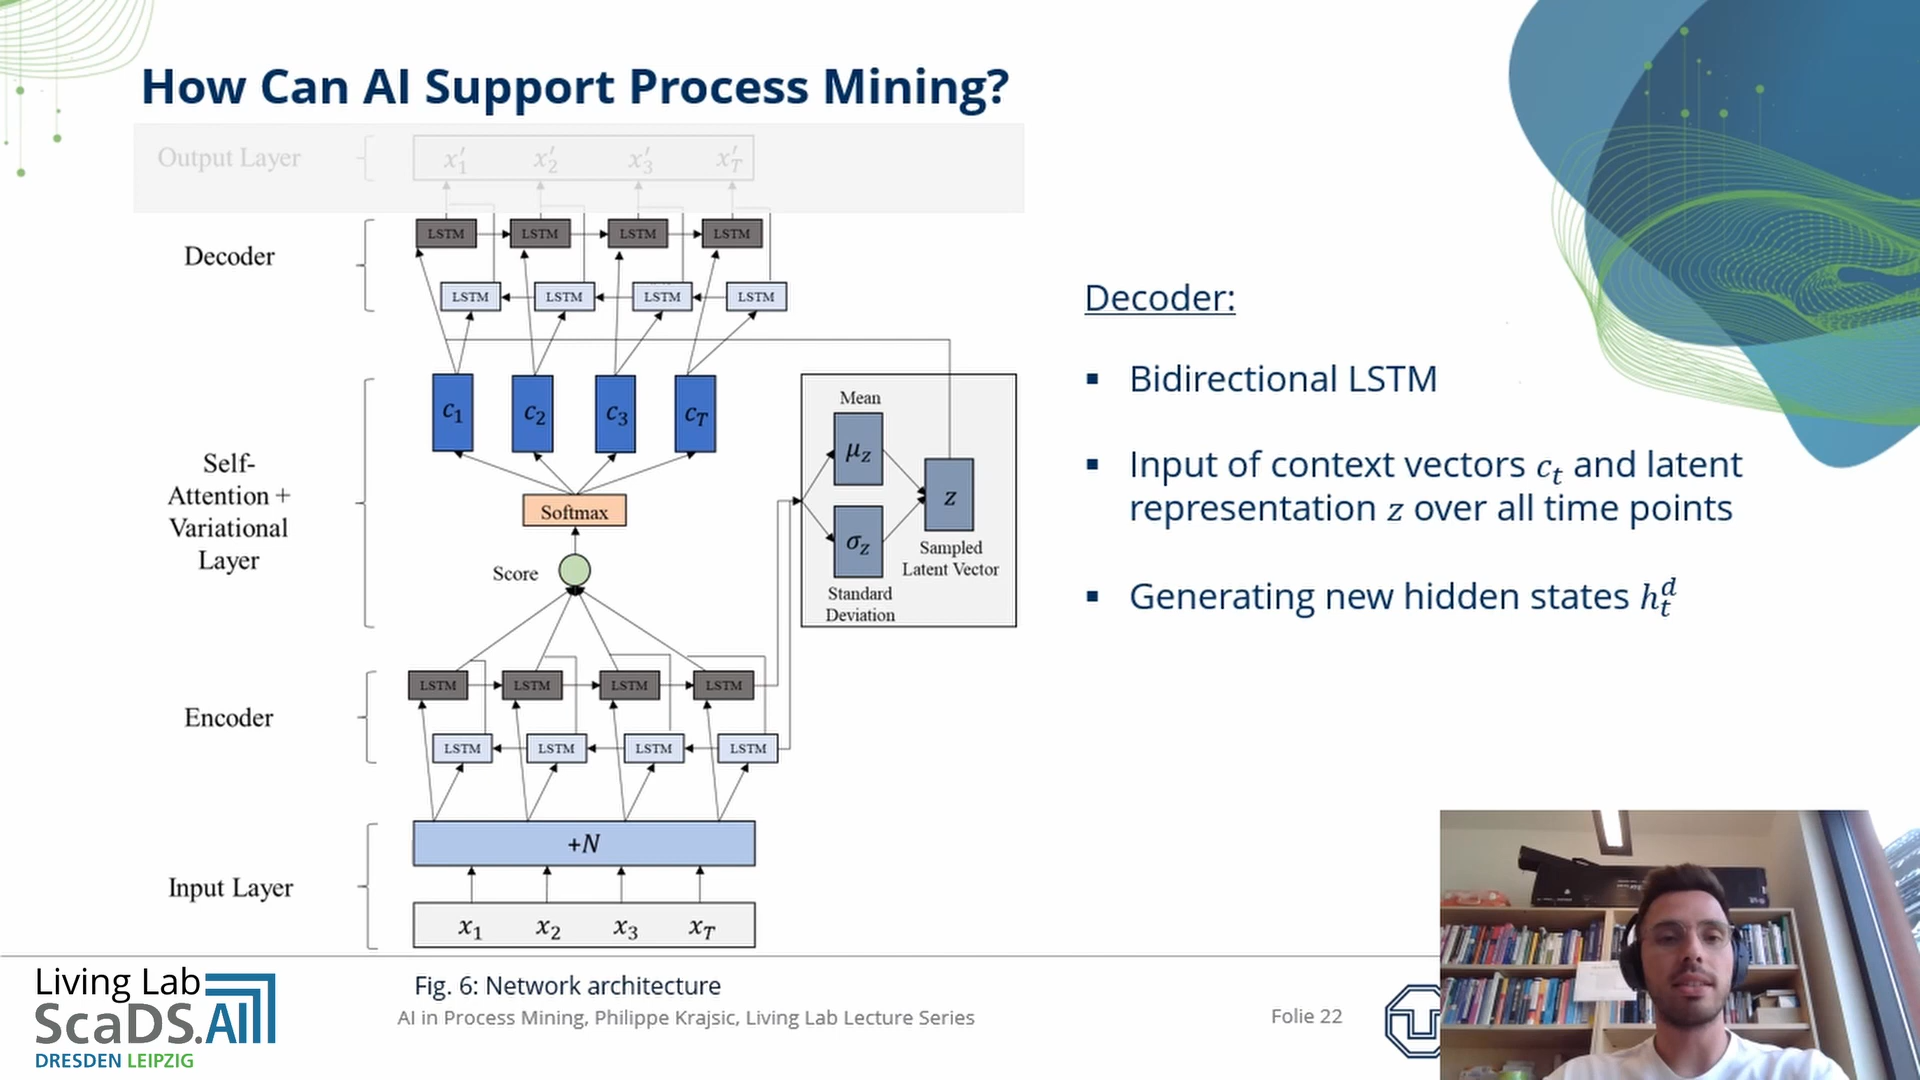 How Can AI Support Process Mining?
Output Layer
x′₁ x′₂ x′₃ x′T
Decoder
LSTM LSTM LSTM LSTM
LSTM LSTM LSTM LSTM
Self-
Attention +
Variational
Layer
c₁ c₂ c₃ cT
Softmax
Score
Mean
μz
σz
z
Standard
Deviation
Sampled
Latent Vector
Encoder
LSTM LSTM LSTM LSTM
LSTM LSTM LSTM LSTM
Input Layer
+N
x₁ x₂ x₃ xT
Fig. 6: Network architecture
Decoder:
▪ Bidirectional LSTM
▪ Input of context vectors cₜ and latent
representation z over all time points
▪ Generating new hidden states hₜᵈ
Living Lab
ScaDS.AI
DRESDEN LEIPZIG
AI in Process Mining, Philippe Krajsic, Living Lab Lecture Series
Folie 22